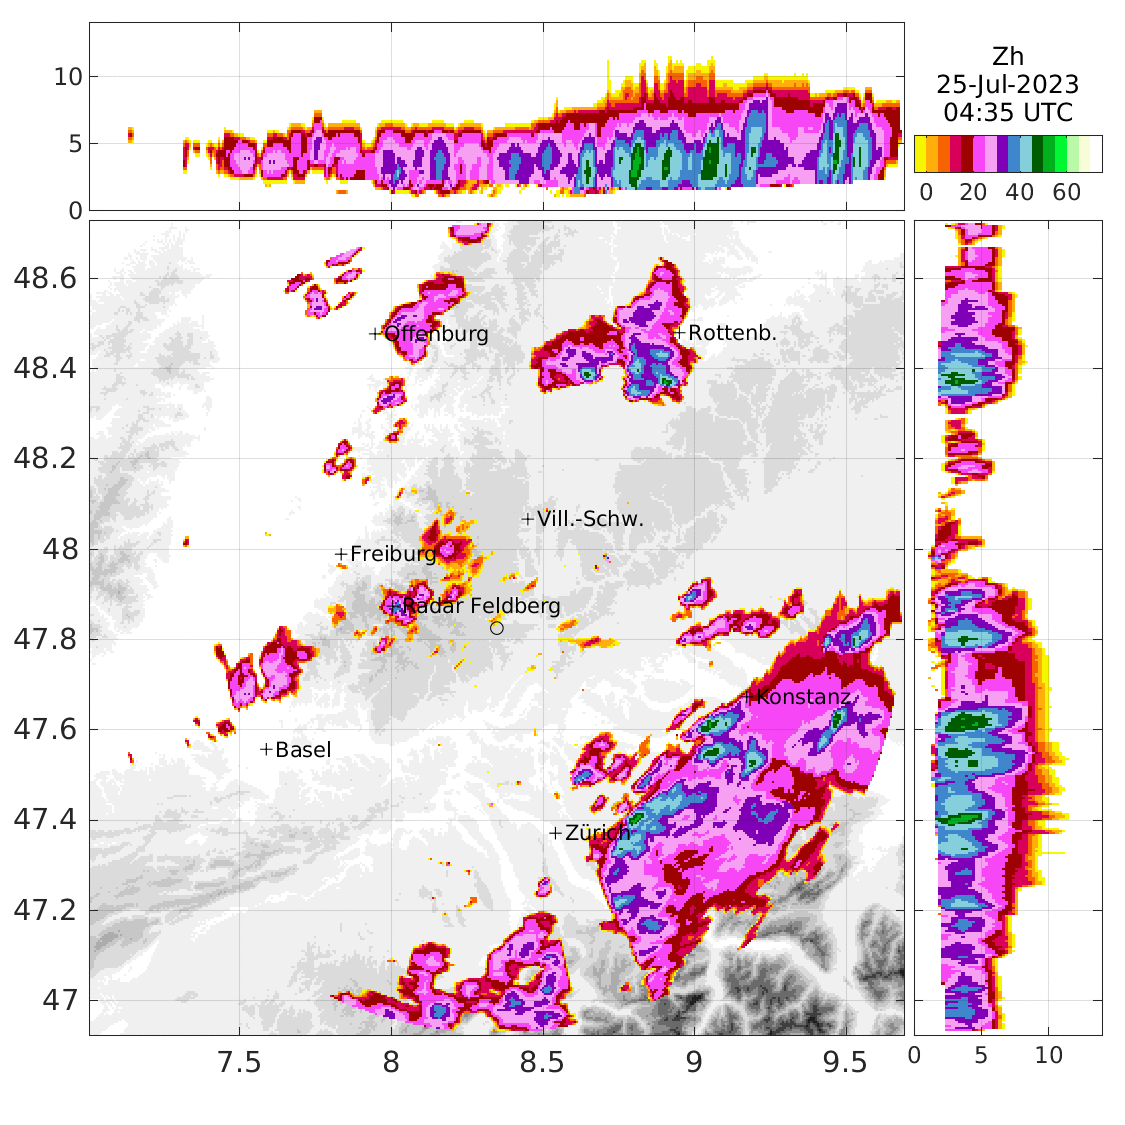 10
5
0
Zh
25-Jul-2023
04:35 UTC
0 20 40 60
48.6
48.4
48.2
48
47.8
47.6
47.4
47.2
47
+Offenburg
+Rottenb.
+Vill.-Schw.
+Freiburg
+Radar Feldberg
+Konstanz
+Basel
+Zürich
7.5 8 8.5 9 9.5
0 5 10